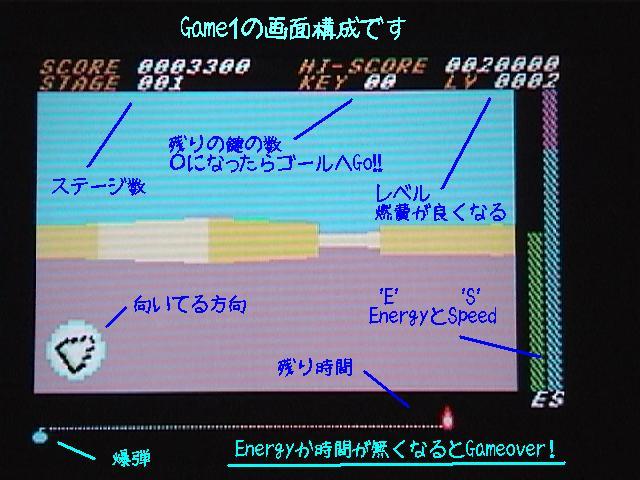 Game1の画面構成です
SCORE 0003300 HI-SCORE 0020000
STAGE 001 KEY 00 LV 0002
残りの鍵の数
0になったらゴールへGo!!
ステージ数
レベル
燃費が良くなる
向いてる方向
'E' 'S'
EnergyとSpeed
残り時間
ES
爆弾
Energyか時間が無くなるとGameover!